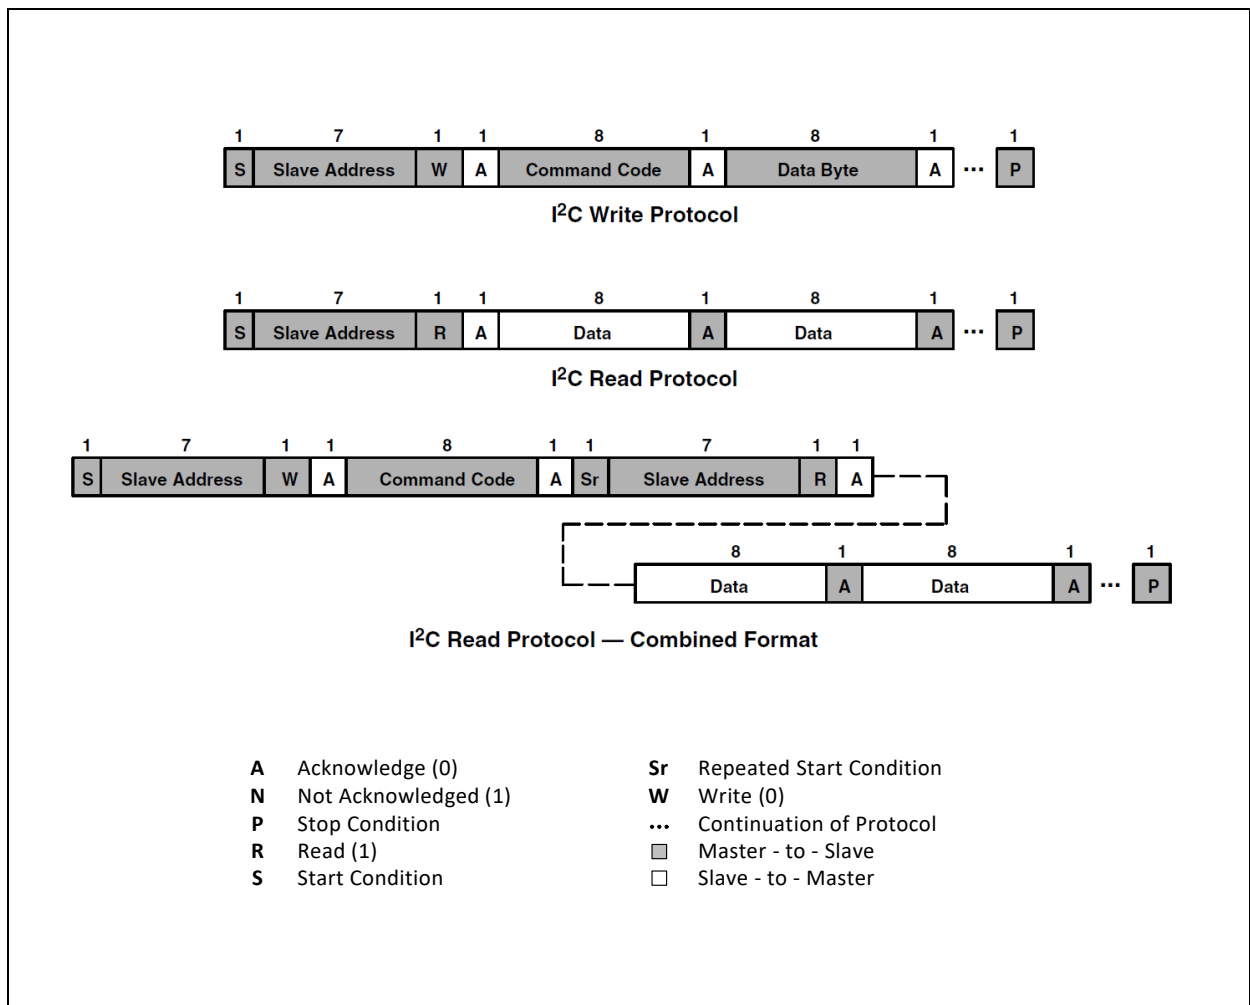 1 7 1 1 8 1 8 1 1
S Slave Address W A Command Code A Data Byte A ... P
I²C Write Protocol
1 7 1 1 8 1 8 1 1
S Slave Address R A Data A Data A ... P
I²C Read Protocol
1 7 1 1 8 1 1 7 1 1
S Slave Address W A Command Code A Sr Slave Address R A
8 1 8 1 1
Data A Data A ... P
I²C Read Protocol — Combined Format
A Acknowledge (0)
N Not Acknowledged (1)
P Stop Condition
R Read (1)
S Start Condition
Sr Repeated Start Condition
W Write (0)
... Continuation of Protocol
Master - to - Slave
Slave - to - Master